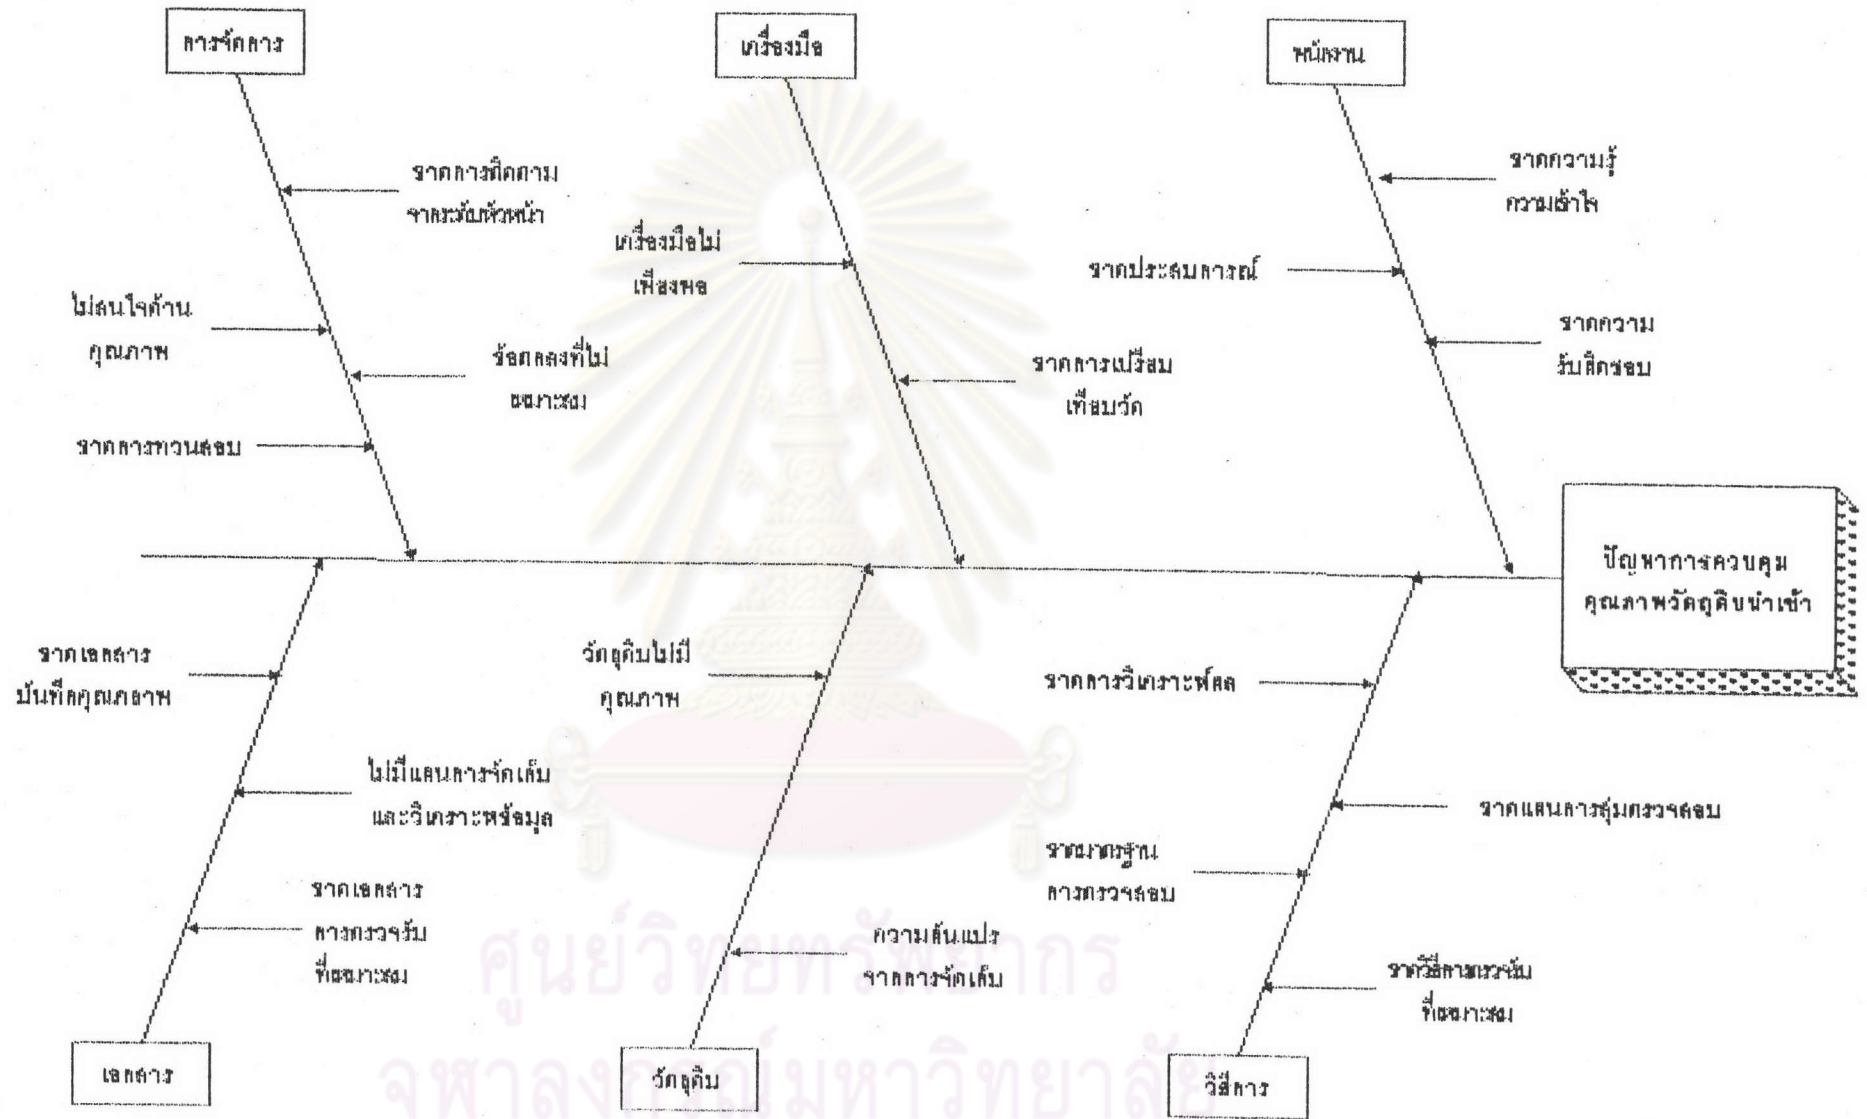 การจัดการ
เครื่องมือ
พนักงาน
ขาดการติดตาม
จากระดับหัวหน้า
ไม่สนใจด้าน
คุณภาพ
ข้อตกลงที่ไม่
เหมาะสม
ขาดการทวนสอบ
เครื่องมือไม่
เพียงพอ
ขาดการเปรียบ
เทียบวัด
ขาดความรู้
ความเข้าใจ
ขาดประสบการณ์
ขาดความ
รับผิดชอบ
ปัญหาการควบคุม
คุณภาพวัตถุดิบนำเข้า
ขาดเอกสาร
บันทึกคุณภาพ
ไม่มีแผนการจัดเก็บ
และวิเคราะห์ข้อมูล
ขาดเอกสาร
การตรวจรับ
ที่เหมาะสม
วัตถุดิบไม่มี
คุณภาพ
ความผันแปร
จากการจัดเก็บ
ขาดการวิเคราะห์ผล
ขาดแผนการสุ่มตรวจสอบ
ขาดมาตรฐาน
การตรวจสอบ
ขาดวิธีการตรวจรับ
ที่เหมาะสม
เอกสาร
วัตถุดิบ
วิธีการ
ศูนย์วิทยทรัพยากร
จุฬาลงกรณ์มหาวิทยาลัย